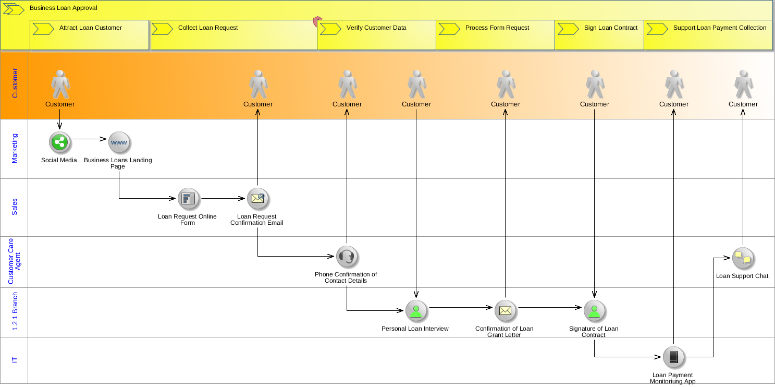 Business Loan Approval
Attract Loan Customer
Collect Loan Request
Verify Customer Data
Process Form Request
Sign Loan Contract
Support Loan Payment Collection
Customer
Customer
Customer
Customer
Customer
Customer
Customer
Customer
Customer
Marketing
Social Media
www
Business Loans Landing
Page
Sales
Loan Request Online
Form
Loan Request
Confirmation Email
Customer Care
Agent
Phone Confirmation of
Contact Details
Loan Support Chat
1.2.1 Branch
Personal Loan Interview
Confirmation of Loan
Grant Letter
Signature of Loan
Contract
IT
Loan Payment
Monitoring App